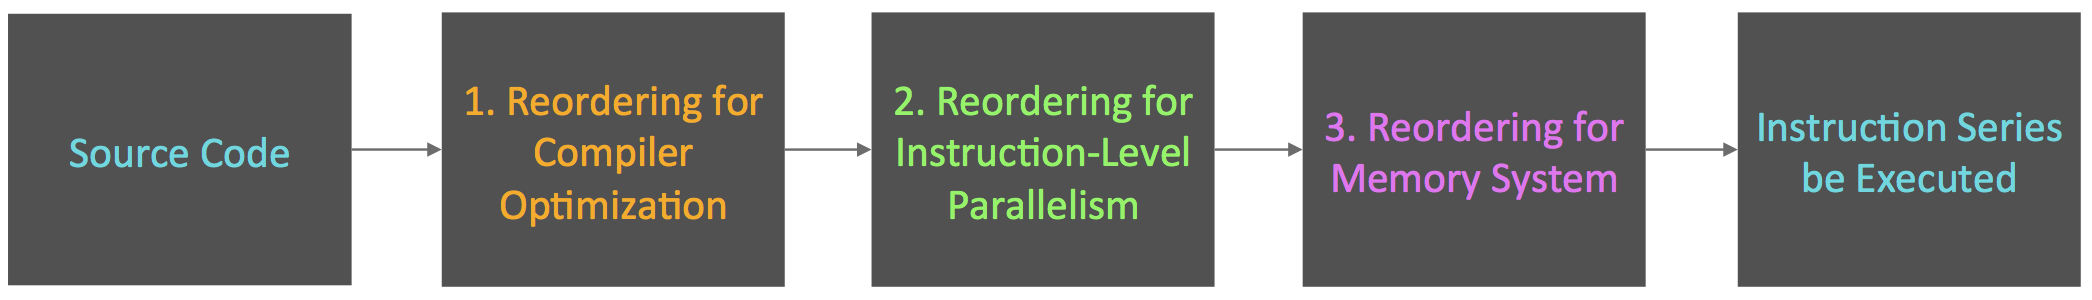 Source Code
1. Reordering for
Compiler
Optimization
2. Reordering for
Instruction-Level
Parallelism
3. Reordering for
Memory System
Instruction Series
be Executed